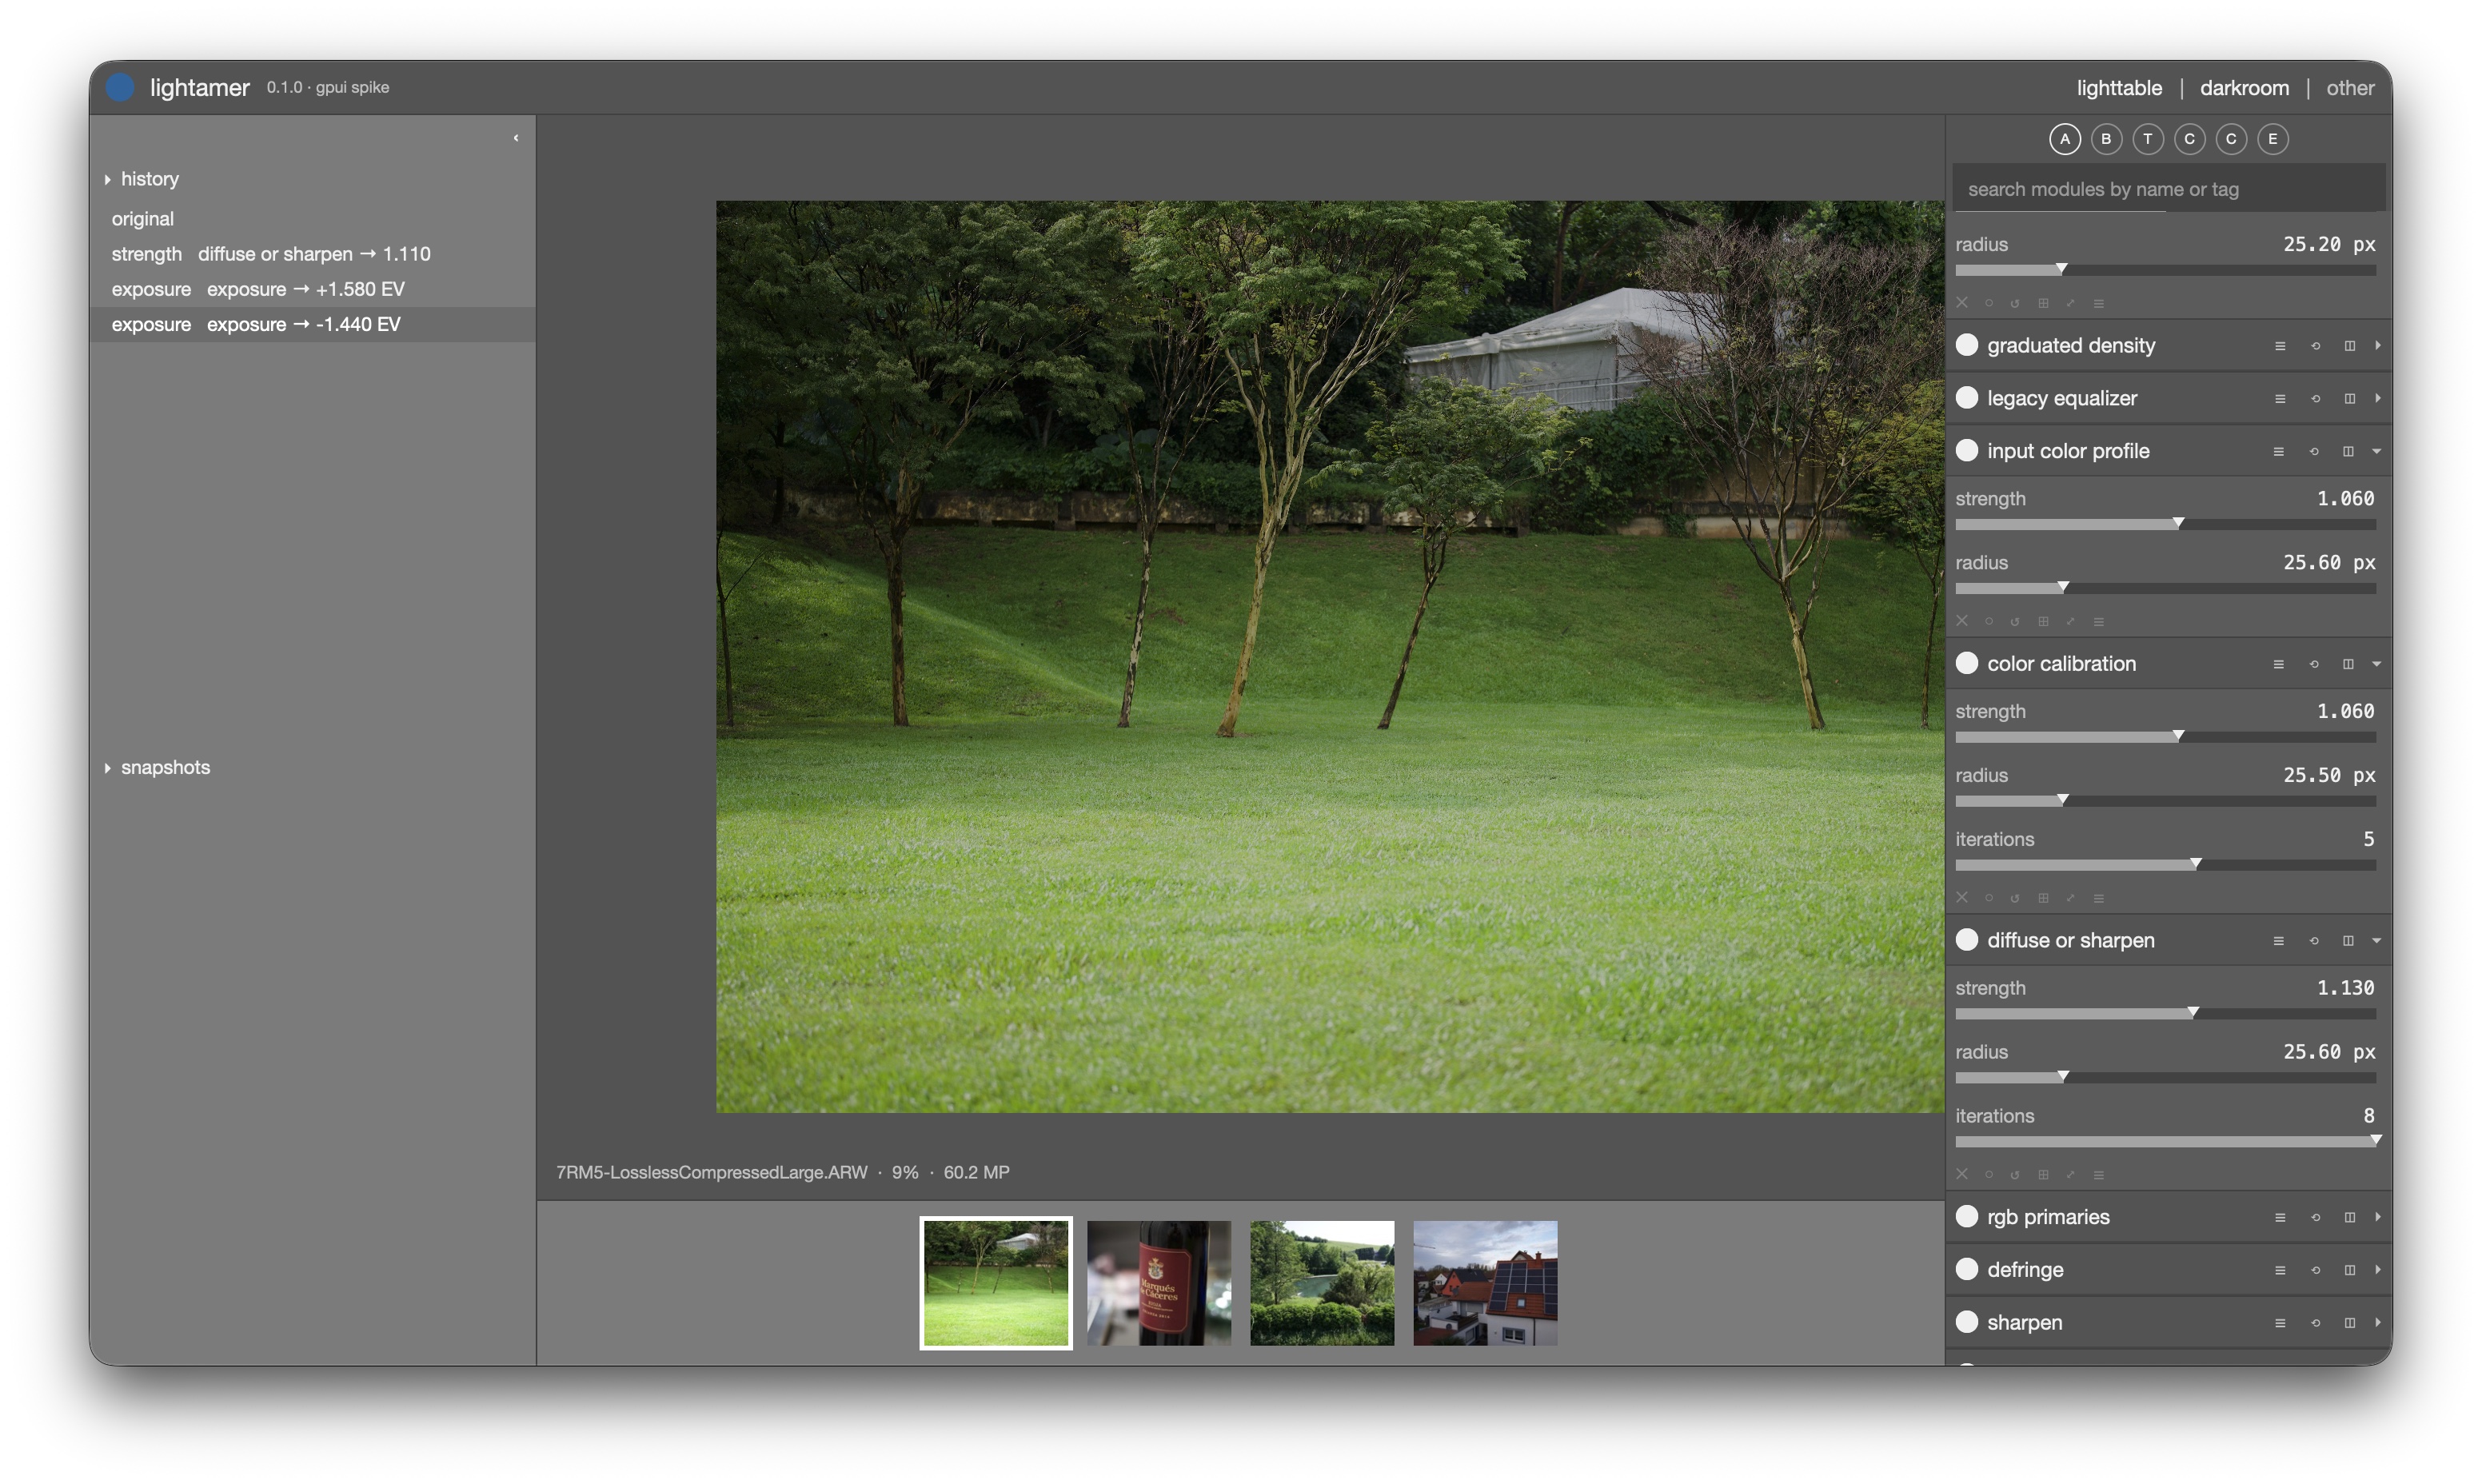 lightamer 0.1.0 · gpui spike
lighttable | darkroom | other
history
original
strength diffuse or sharpen → 1.110
exposure exposure → +1.580 EV
exposure exposure → -1.440 EV
snapshots
7RM5-LosslessCompressedLarge.ARW · 9% · 60.2 MP
Marqués
de Cáceres
A B T C C E
search modules by name or tag
radius 25.20 px
graduated density
legacy equalizer
input color profile
strength 1.060
radius 25.60 px
color calibration
strength 1.060
radius 25.50 px
iterations 5
diffuse or sharpen
strength 1.130
radius 25.60 px
iterations 8
rgb primaries
defringe
sharpen